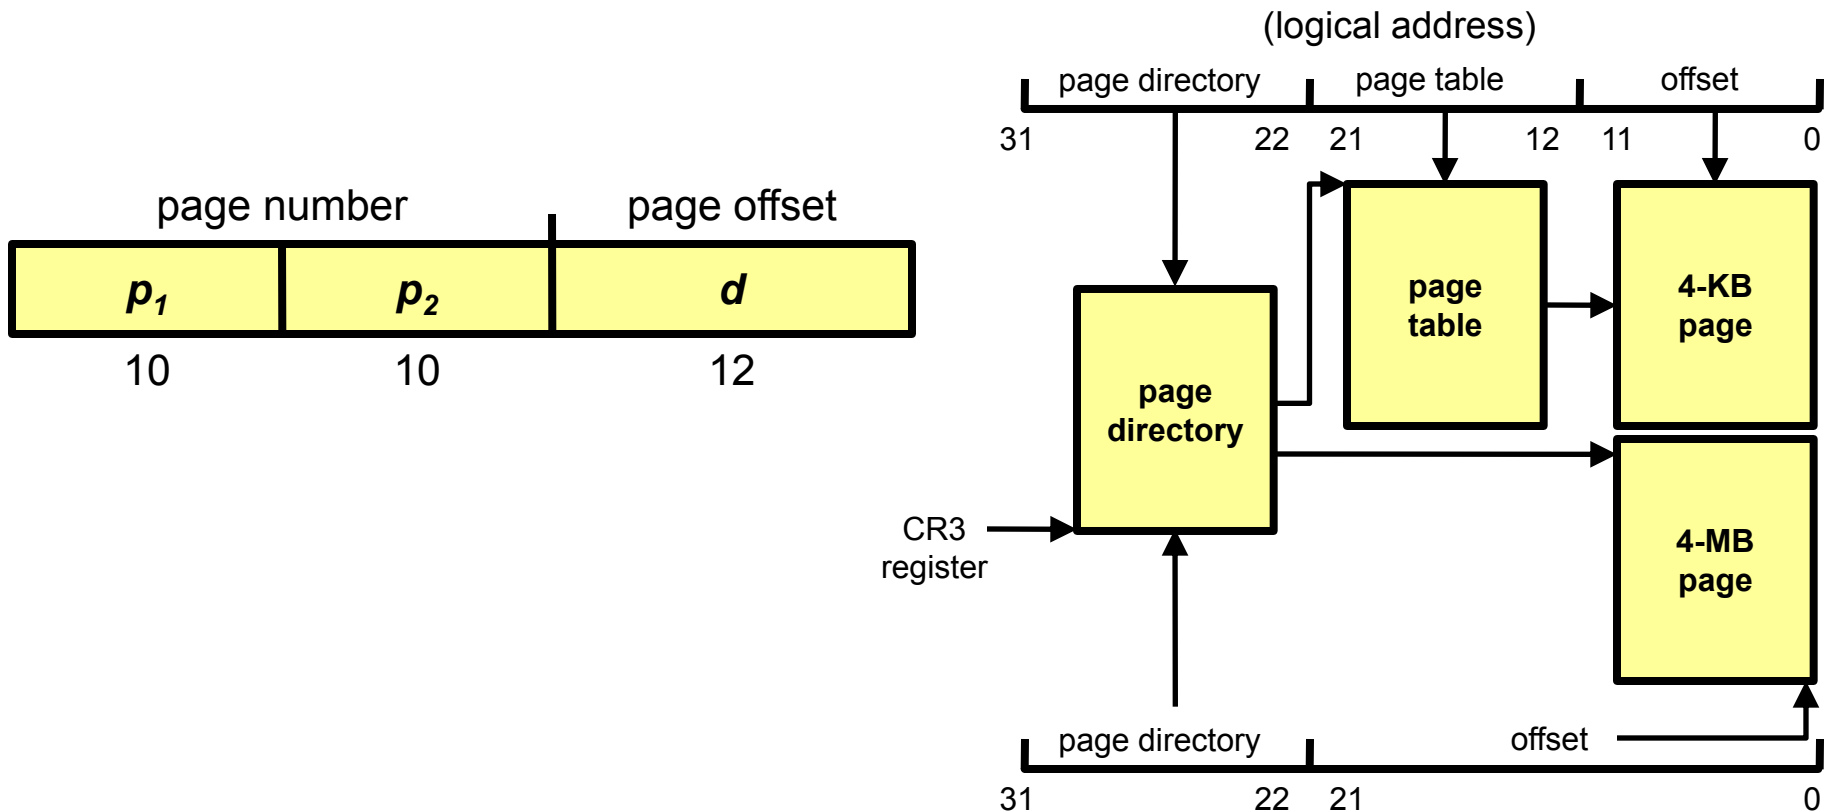 page number page offset
p1 p2 d
10 10 12
(logical address)
page directory page table offset
31 22 21 12 11 0
page
table
4-KB
page
page
directory
CR3
register
4-MB
page
page directory offset
31 22 21 0